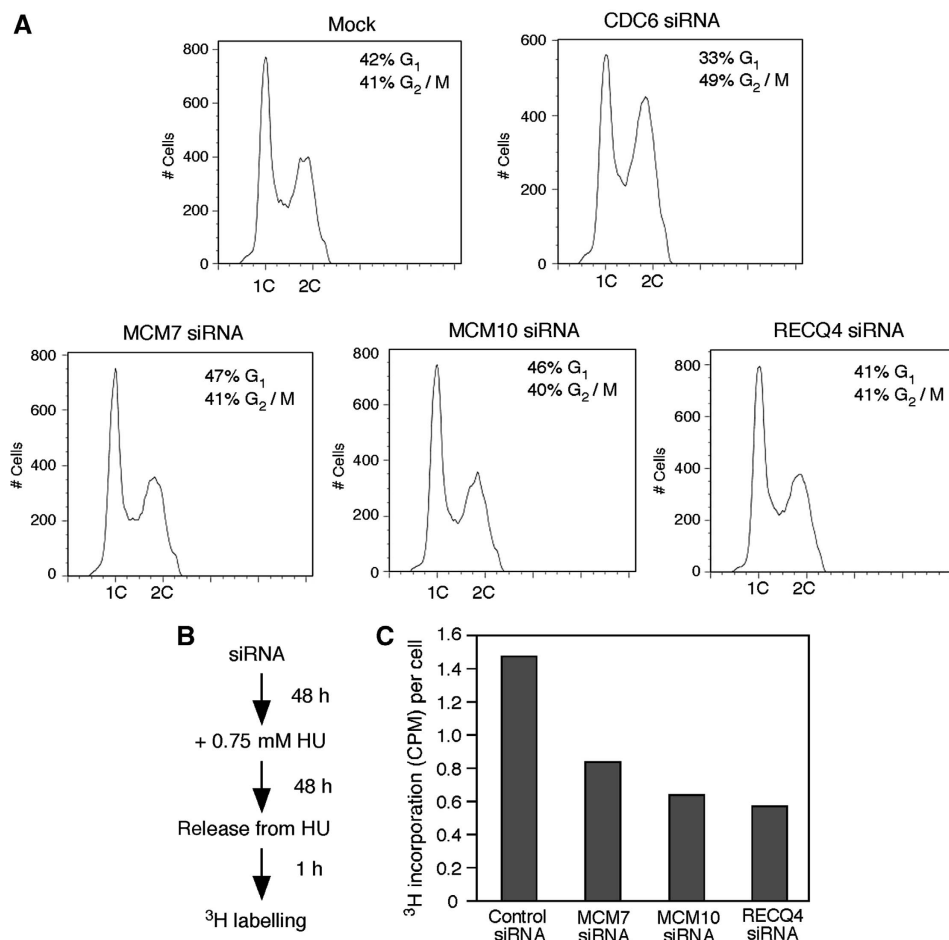 A
Mock
42% G1
41% G2 / M
# Cells
800
600
400
200
0
1C 2C
CDC6 siRNA
33% G1
49% G2 / M
# Cells
600
400
200
0
1C 2C
MCM7 siRNA
47% G1
41% G2 / M
# Cells
800
600
400
200
0
1C 2C
MCM10 siRNA
46% G1
40% G2 / M
# Cells
800
600
400
200
0
1C 2C
RECQ4 siRNA
41% G1
41% G2 / M
# Cells
800
600
400
200
0
1C 2C
B
siRNA
48 h
+ 0.75 mM HU
48 h
Release from HU
1 h
³H labelling
C
³H incorporation (CPM) per cell
1.6
1.4
1.2
1.0
0.8
0.6
0.4
0.2
0
Control MCM7 MCM10 RECQ4
siRNA siRNA siRNA siRNA